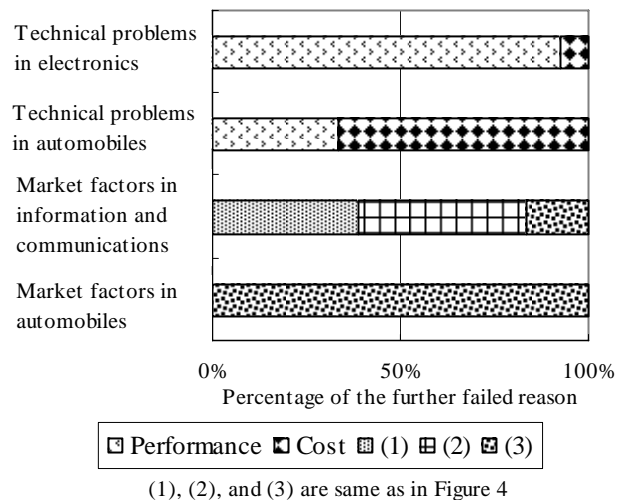 Technical problems
in electronics
Technical problems
in automobiles
Market factors in
information and
communications
Market factors in
automobiles
0% 50% 100%
Percentage of the further failed reason
Performance Cost (1) (2) (3)
(1), (2), and (3) are same as in Figure 4